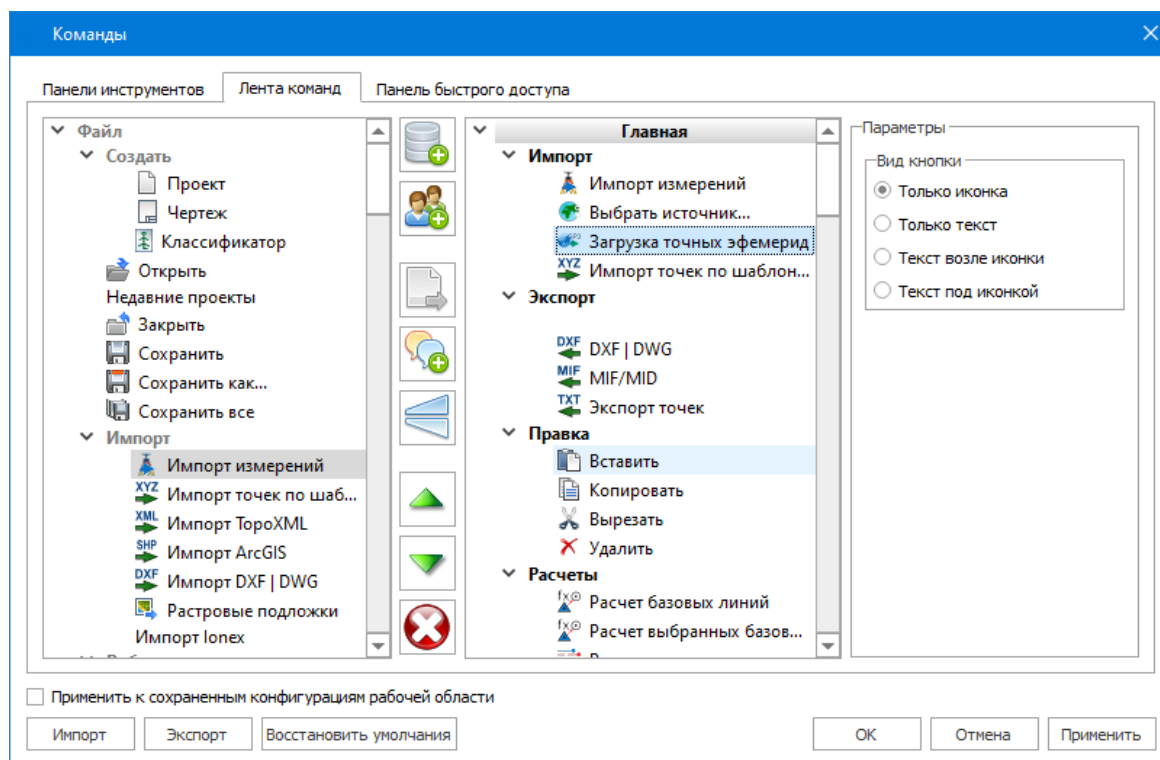 Команды
Панели инструментов
Лента команд
Панель быстрого доступа
Файл
Создать
Проект
Чертеж
Классификатор
Открыть
Недавние проекты
Закрыть
Сохранить
Сохранить как...
Сохранить все
Импорт
Импорт измерений
XYZ Импорт точек по шаб...
XML Импорт TopoXML
SHP Импорт ArcGIS
DXF Импорт DXF | DWG
Растровые подложки
Импорт Ionex
Главная
Импорт
Импорт измерений
Выбрать источник...
Загрузка точных эфемерид
XYZ Импорт точек по шаблон...
Экспорт
DXF DXF | DWG
MIF MIF/MID
TXT Экспорт точек
Правка
Вставить
Копировать
Вырезать
Удалить
Расчеты
Расчет базовых линий
Расчет выбранных базов...
Параметры
Вид кнопки
Только иконка
Только текст
Текст возле иконки
Текст под иконкой
Применить к сохраненным конфигурациям рабочей области
Импорт
Экспорт
Восстановить умолчания
ОК
Отмена
Применить